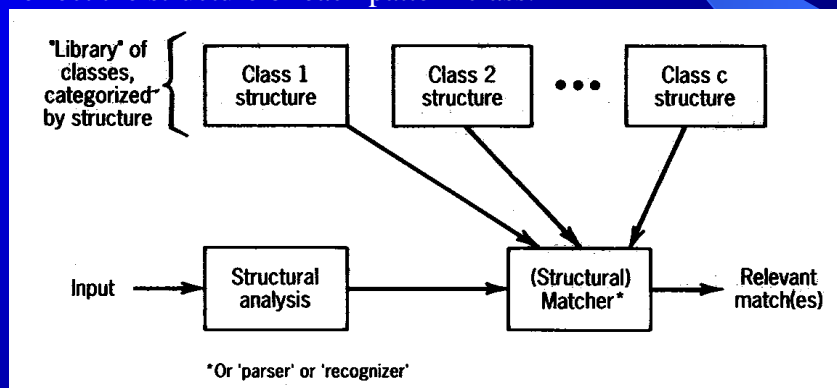 "Library" of
classes,
categorized
by structure
Class 1
structure
Class 2
structure
•••
Class c
structure
Input
Structural
analysis
(Structural)
Matcher*
Relevant
match(es)
*Or 'parser' or 'recognizer'